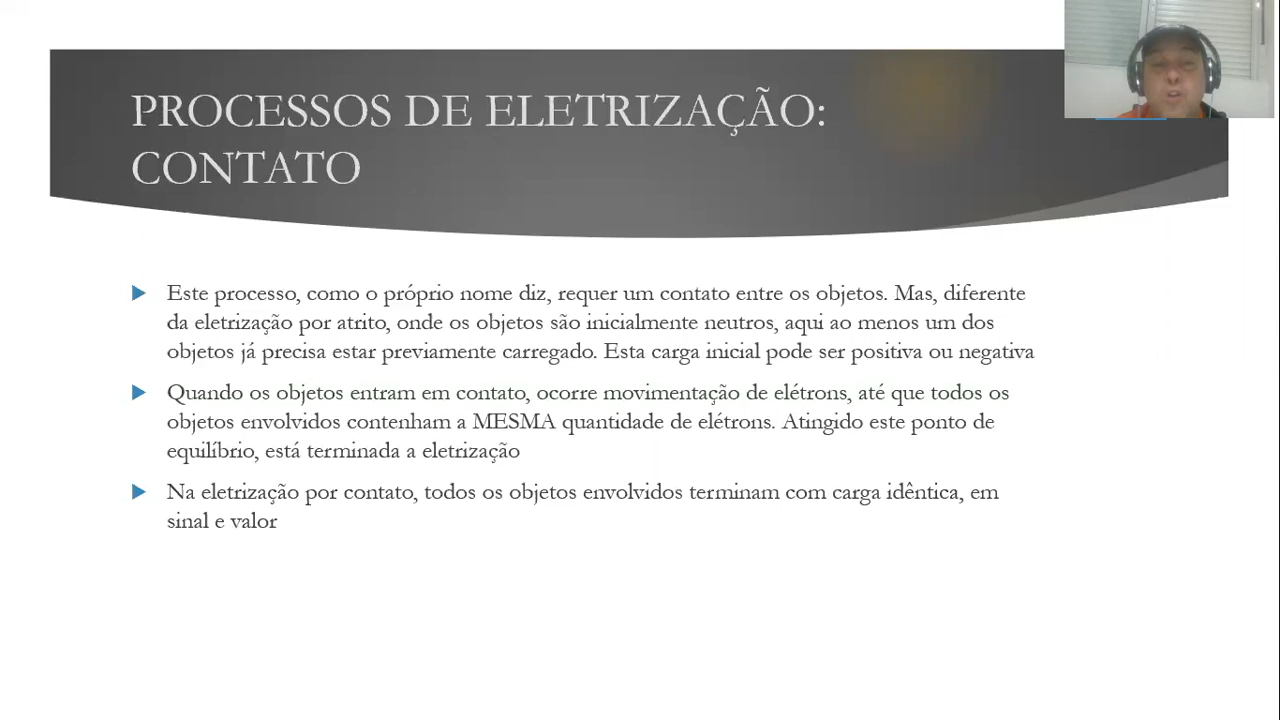 PROCESSOS DE ELETRIZAÇÃO:
CONTATO
Este processo, como o próprio nome diz, requer um contato entre os objetos. Mas, diferente
da eletrização por atrito, onde os objetos são inicialmente neutros, aqui ao menos um dos
objetos já precisa estar previamente carregado. Esta carga inicial pode ser positiva ou negativa
Quando os objetos entram em contato, ocorre movimentação de elétrons, até que todos os
objetos envolvidos contenham a MESMA quantidade de elétrons. Atingido este ponto de
equilíbrio, está terminada a eletrização
Na eletrização por contato, todos os objetos envolvidos terminam com carga idêntica, em
sinal e valor